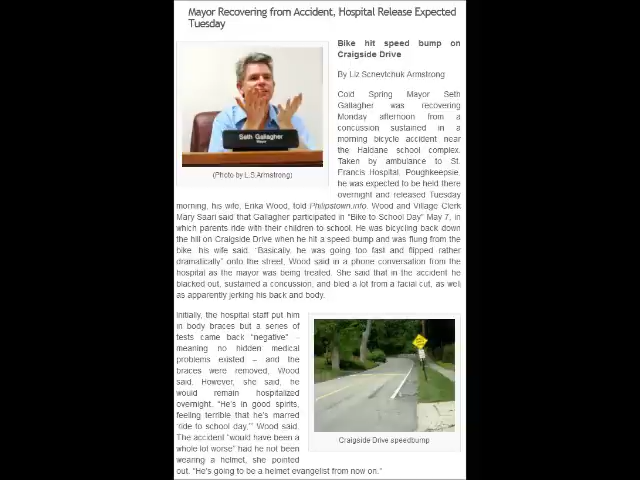 Mayor Recovering from Accident, Hospital Release Expected
Tuesday
Bike hit speed bump on
Craigside Drive
By Liz Schevtchuk Armstrong
Seth Gallagher
Mayor
(Photo by L.S.Armstrong)
Cold Spring Mayor Seth
Gallagher was recovering
Monday afternoon from a
concussion sustained in a
morning bicycle accident near
the Haldane school complex.
Taken by ambulance to St.
Francis Hospital, Poughkeepsie,
he was expected to be held there
overnight and released Tuesday
morning, his wife, Erika Wood, told Philipstown.info. Wood and Village Clerk
Mary Saari said that Gallagher participated in “Bike to School Day” May 7, in
which parents ride with their children to school. He was bicycling back down
the hill on Craigside Drive when he hit a speed bump and was flung from the
bike, his wife said. “Basically, he was going too fast and flipped rather
dramatically” onto the street, Wood said in a phone conversation from the
hospital as the mayor was being treated. She said that in the accident he
blacked out, sustained a concussion, and bled a lot from a facial cut, as well
as apparently jerking his back and body.
Initially, the hospital staff put him
in body braces but a series of
tests came back “negative” –
meaning no hidden medical
problems existed – and the
braces were removed, Wood
said. However, she said, he
would remain hospitalized
overnight. “He’s in good spirits,
feeling terrible that he’s marred
‘ride to school day,’” Wood said.
The accident “would have been a
whole lot worse” had he not been
wearing a helmet, she pointed
out. “He’s going to be a helmet evangelist from now on.”
Craigside Drive speedbump